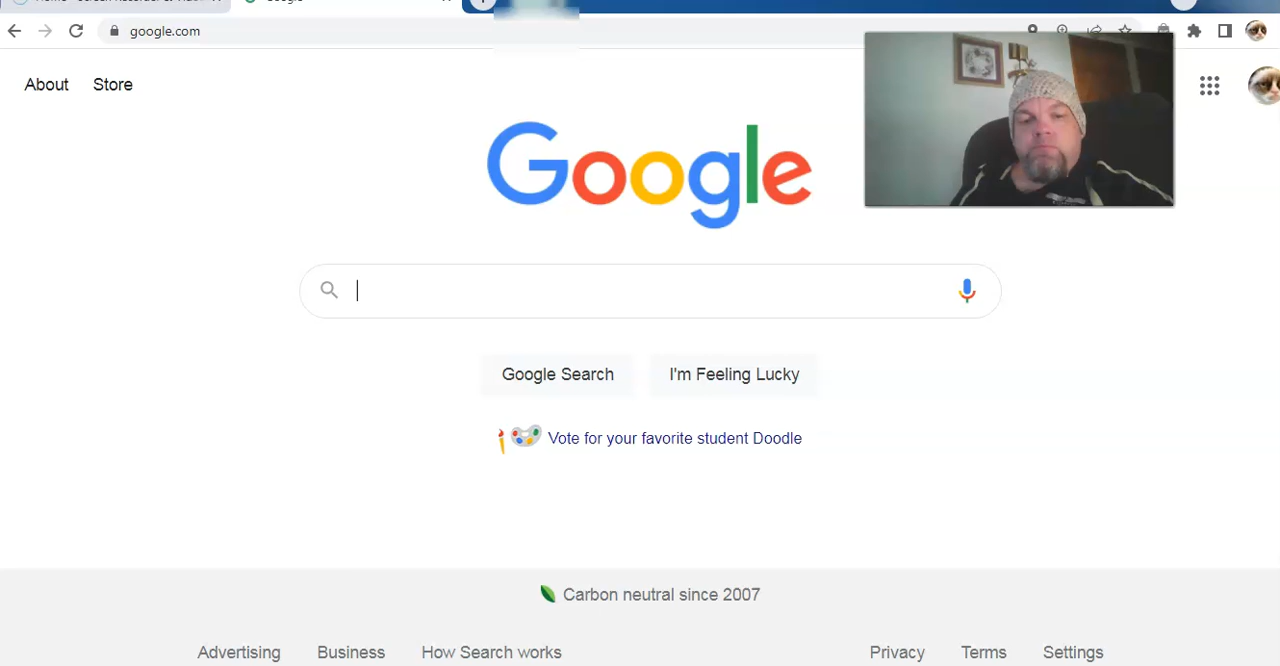 google.com
About
Store
Google
Google Search
I'm Feeling Lucky
Vote for your favorite student Doodle
Carbon neutral since 2007
Advertising
Business
How Search works
Privacy
Terms
Settings